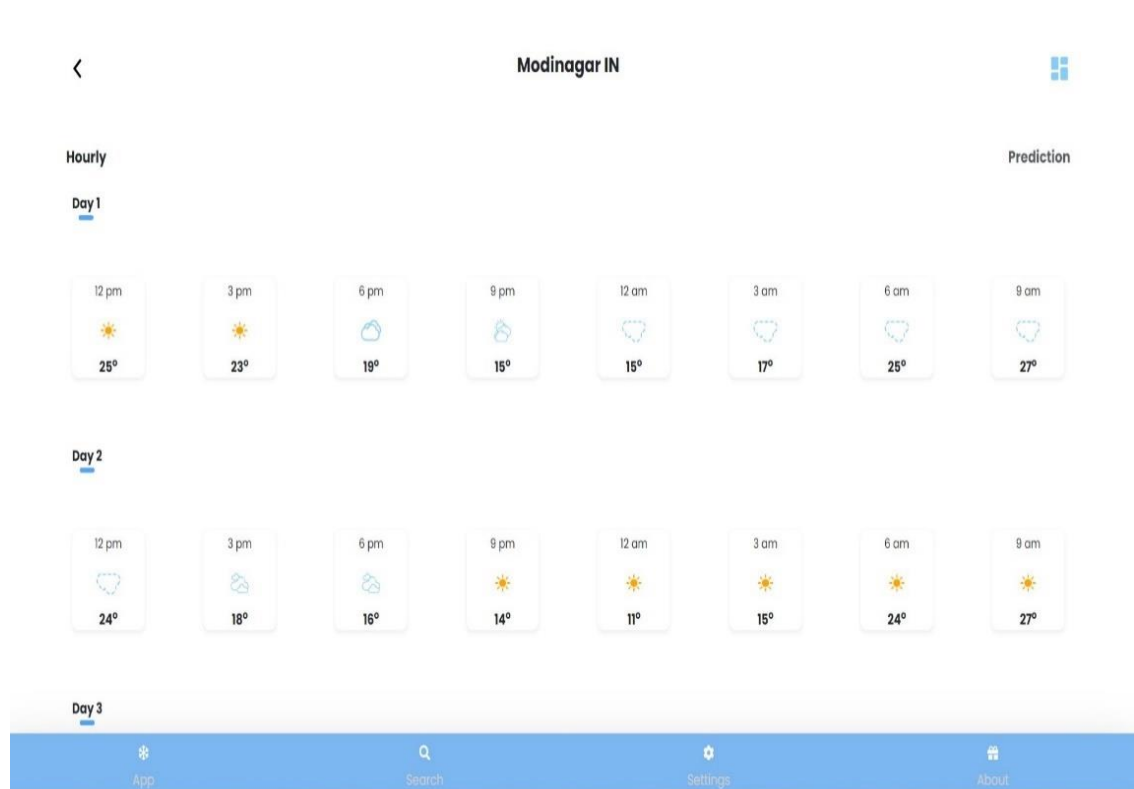 Modinagar IN
Hourly Prediction
Day 1
12 pm 3 pm 6 pm 9 pm 12 am 3 am 6 am 9 am
25° 23° 19° 15° 15° 17° 25° 27°
Day 2
12 pm 3 pm 6 pm 9 pm 12 am 3 am 6 am 9 am
24° 18° 16° 14° 11° 15° 24° 27°
Day 3
App Search Settings About